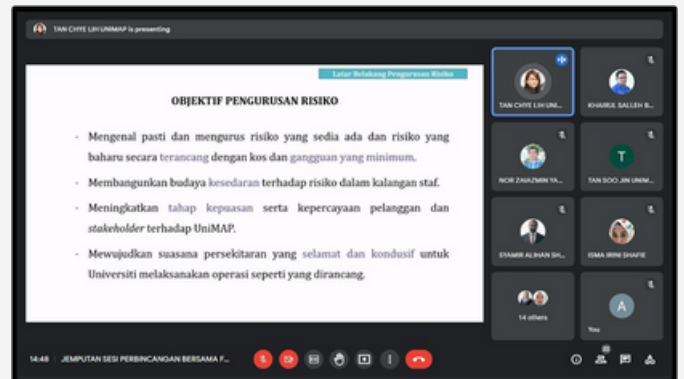 TAN CHYE LIH UNIMAP is presenting
Latar Belakang Pengurusan Risiko
OBJEKTIF PENGURUSAN RISIKO
- Mengenal pasti dan mengurus risiko yang sedia ada dan risiko yang
baharu secara terancang dengan kos dan gangguan yang minimum.
- Membangunkan budaya kesedaran terhadap risiko dalam kalangan staf.
- Meningkatkan tahap kepuasan serta kepercayaan pelanggan dan
stakeholder terhadap UniMAP.
- Mewujudkan suasana persekitaran yang selamat dan kondusif untuk
Universiti melaksanakan operasi seperti yang dirancang.
TAN CHYE LIH UNI...
KHAIRUL SALLEH B...
NOR ZAIAZMIN YA...
T
TAN SOO JIN UNIM...
SYAMIR ALIHAN SH...
ISMA IRINI SHAFIE
14 others
A
You
14:48 JEMPUTAN SESI PERBINCANGAN BERSAMA F...